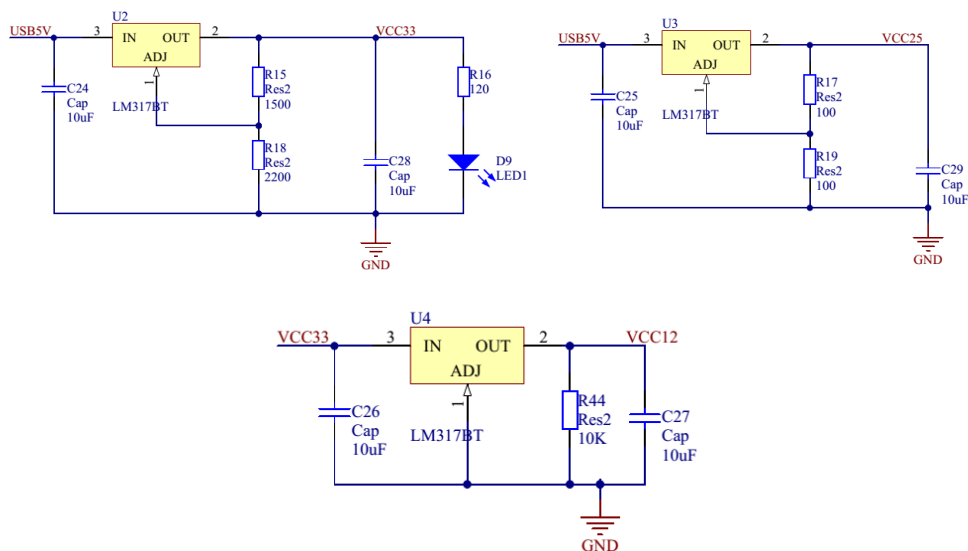 U2
USB5V
3
IN
OUT
2
VCC33
ADJ
1
LM317BT
C24
Cap
10uF
R15
Res2
1500
R18
Res2
2200
R16
120
C28
Cap
10uF
D9
LED1
GND
U3
USB5V
3
IN
OUT
2
VCC25
ADJ
1
LM317BT
C25
Cap
10uF
R17
Res2
100
R19
Res2
100
C29
Cap
10uF
GND
U4
VCC33
3
IN
OUT
2
VCC12
ADJ
1
LM317BT
C26
Cap
10uF
R44
Res2
10K
C27
Cap
10uF
GND